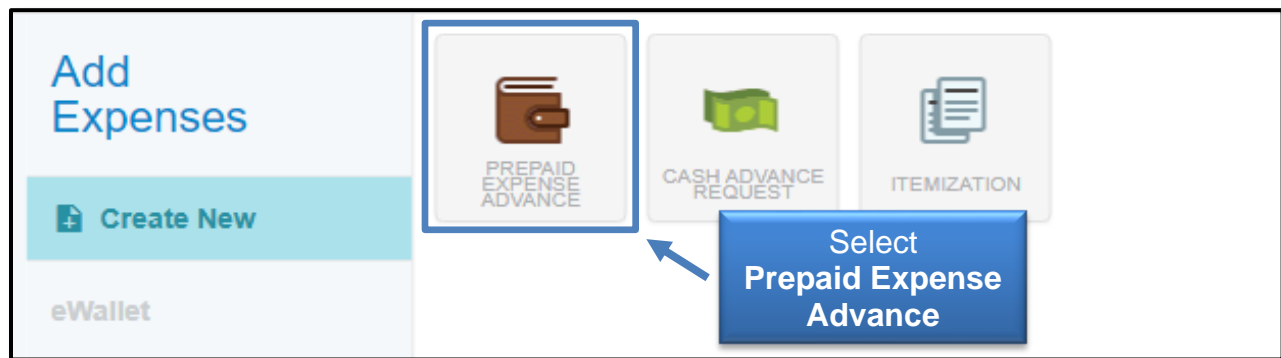 Add
Expenses
Create New
eWallet
PREPAID
EXPENSE
ADVANCE
CASH ADVANCE
REQUEST
ITEMIZATION
Select
Prepaid Expense
Advance